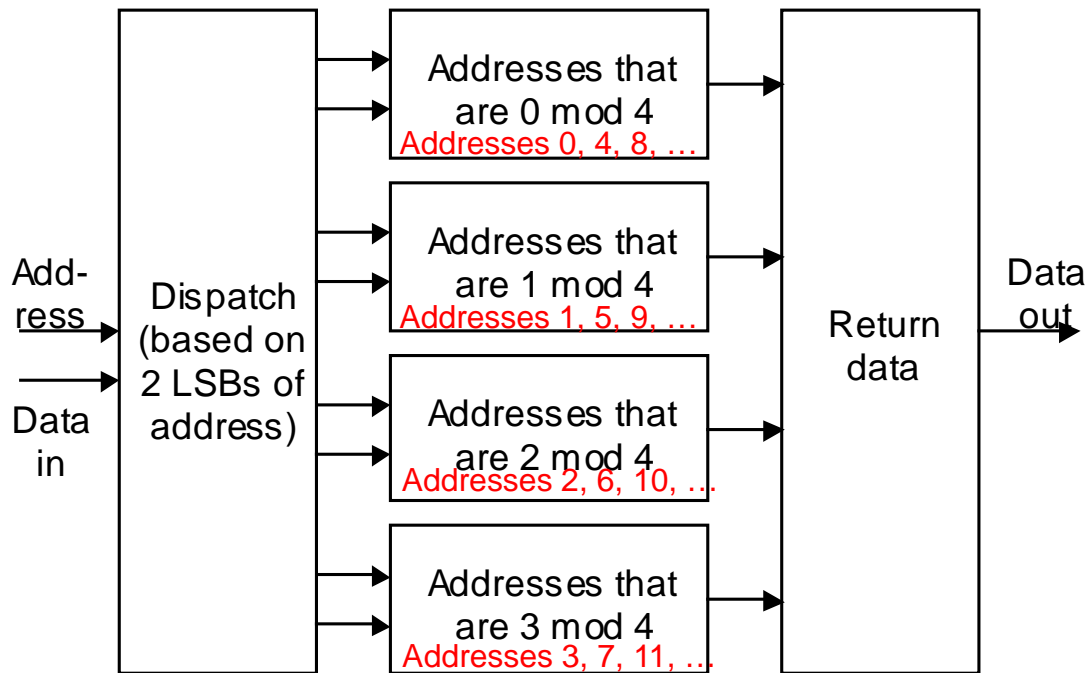 Add-
ress
Data
in
Dispatch
(based on
2 LSBs of
address)
Addresses that
are 0 mod 4
Addresses 0, 4, 8, …
Addresses that
are 1 mod 4
Addresses 1, 5, 9, …
Addresses that
are 2 mod 4
Addresses 2, 6, 10, …
Addresses that
are 3 mod 4
Addresses 3, 7, 11, …
Return
data
Data
out